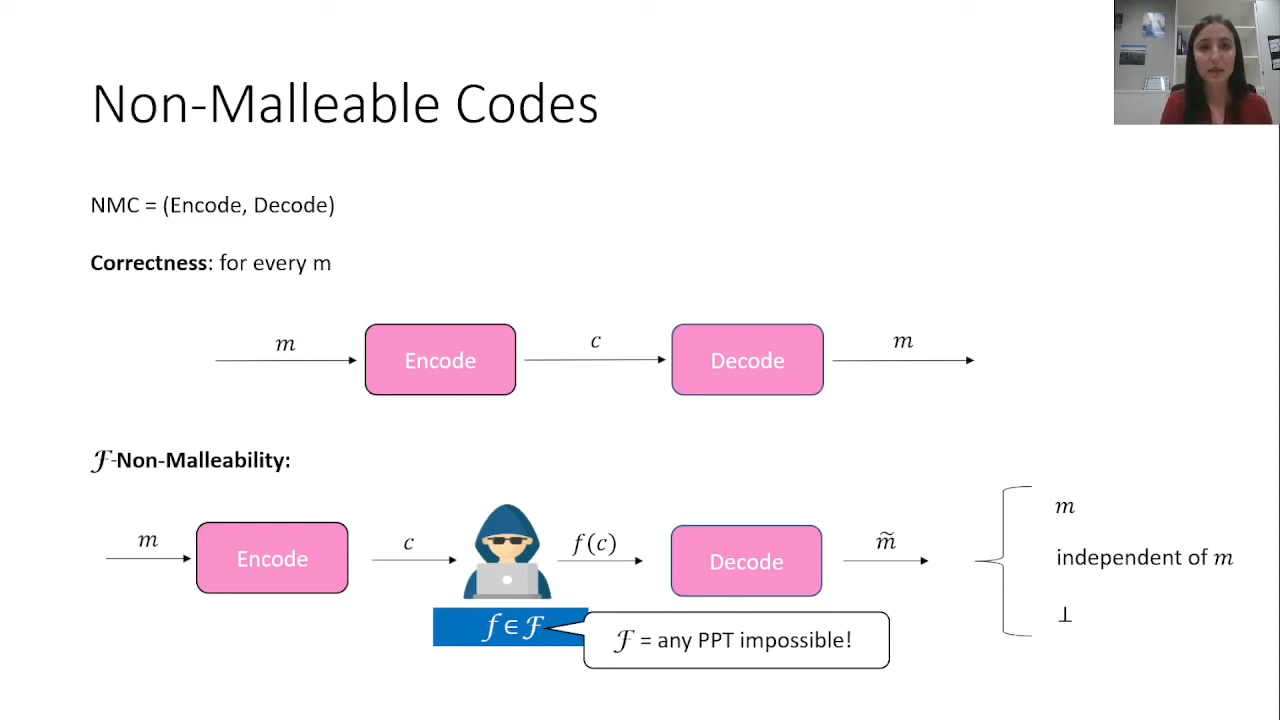 Non-Malleable Codes
NMC = (Encode, Decode)
Correctness: for every m
m
Encode
c
Decode
m
ℱ-Non-Malleability:
m
Encode
c
f(c)
Decode
m̃
m
independent of m
⊥
f ∈ ℱ
ℱ = any PPT impossible!